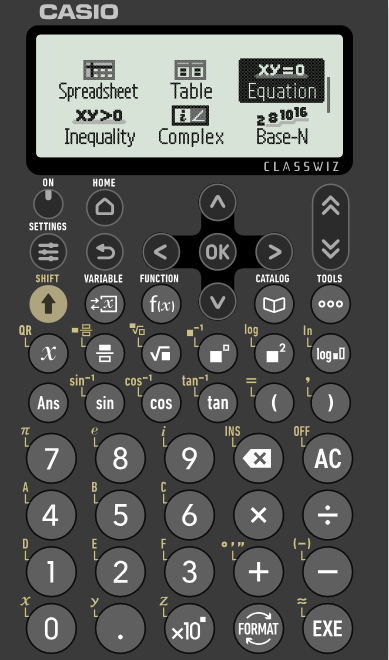 CASIO
Spreadsheet Table XY=0 Equation
XY>0 Inequality i∠ Complex 2 8 10 16 Base-N
CLASSWIZ
ON HOME
SETTINGS
OK
SHIFT VARIABLE FUNCTION CATALOG TOOLS
x f(x)
QR √ -1 log ln
x √■ ■ ■² log■▯
sin⁻¹ cos⁻¹ tan⁻¹ = ,
Ans sin cos tan ( )
π e i INS OFF
7 8 9 AC
A B C
4 5 6 × ÷
D E F ° ′ ″ (−)
1 2 3 + −
x y z ≈
0 . ×10■ FORMAT EXE